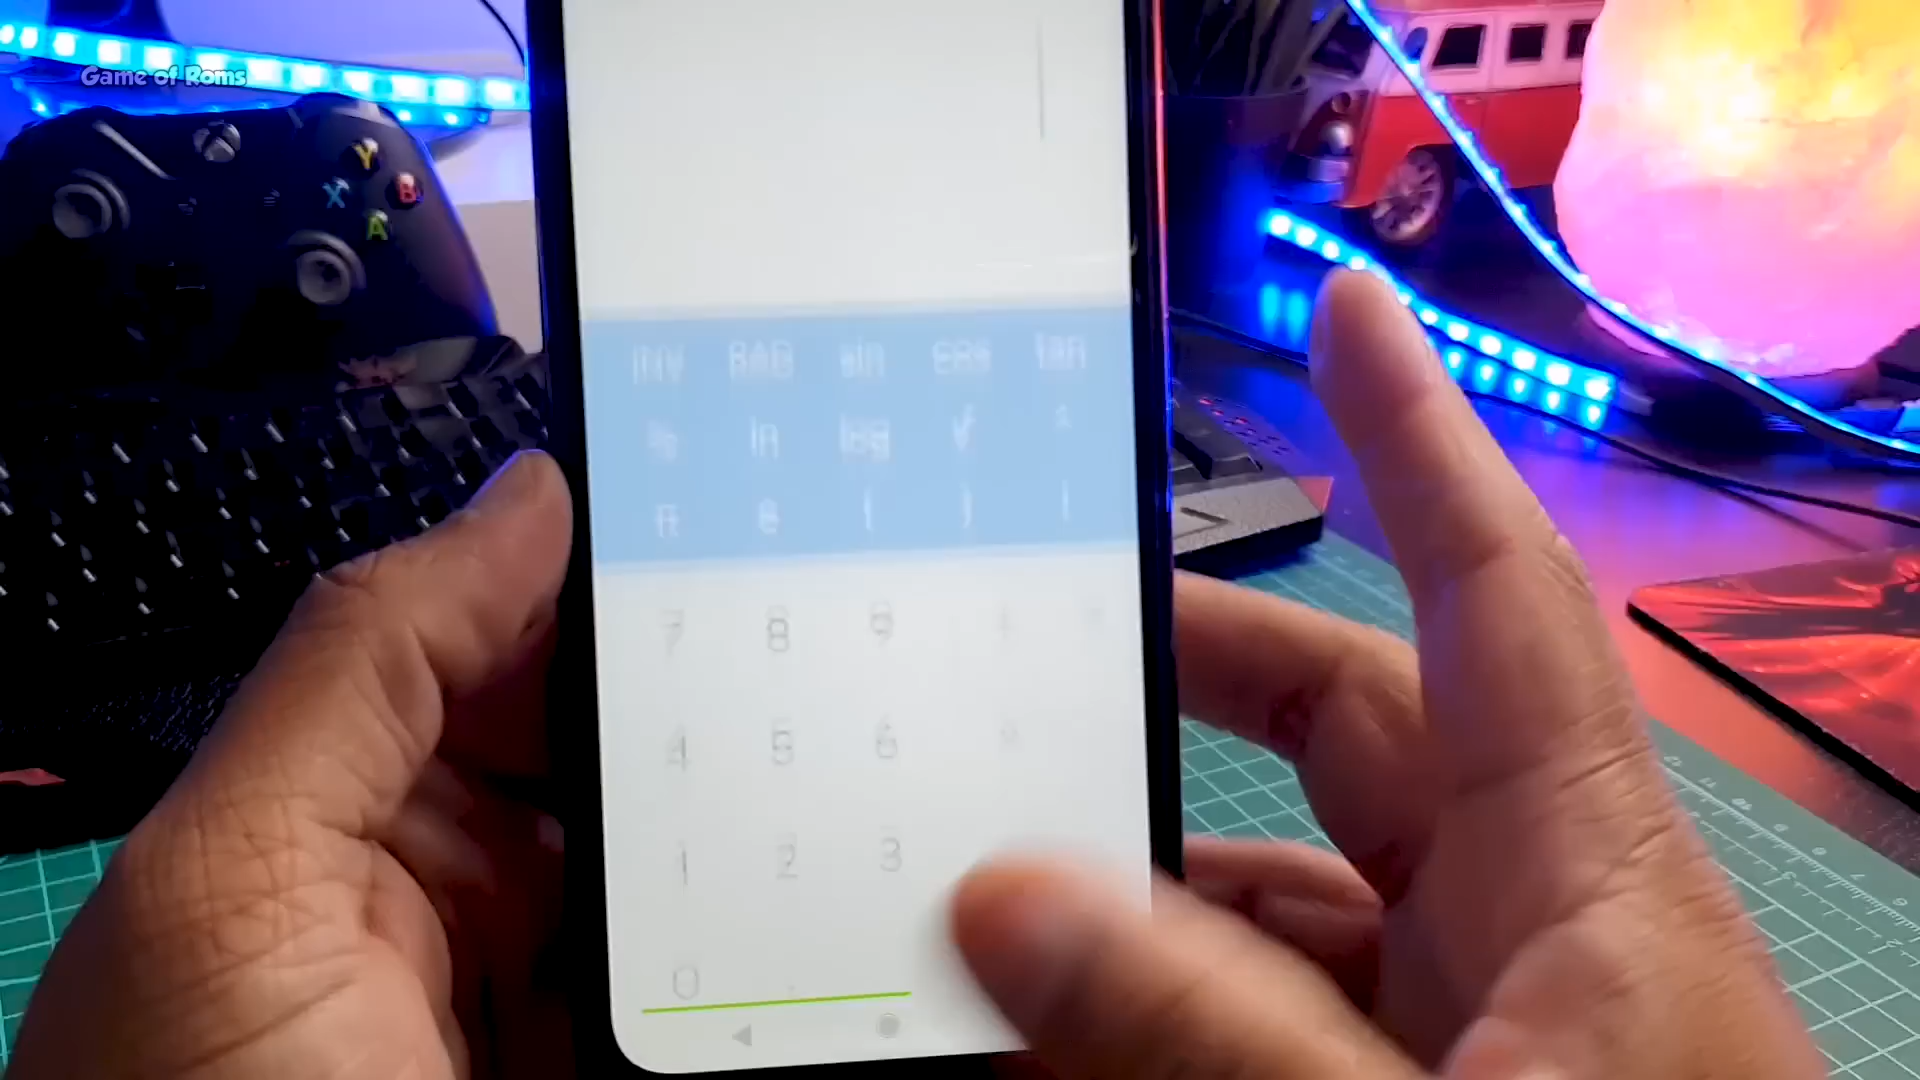 Game of Roms
Y
X B
A
INV RAD sin cos tan
ln log √
π e ( ) !
7 8 9
4 5 6
1 2 3
0 .